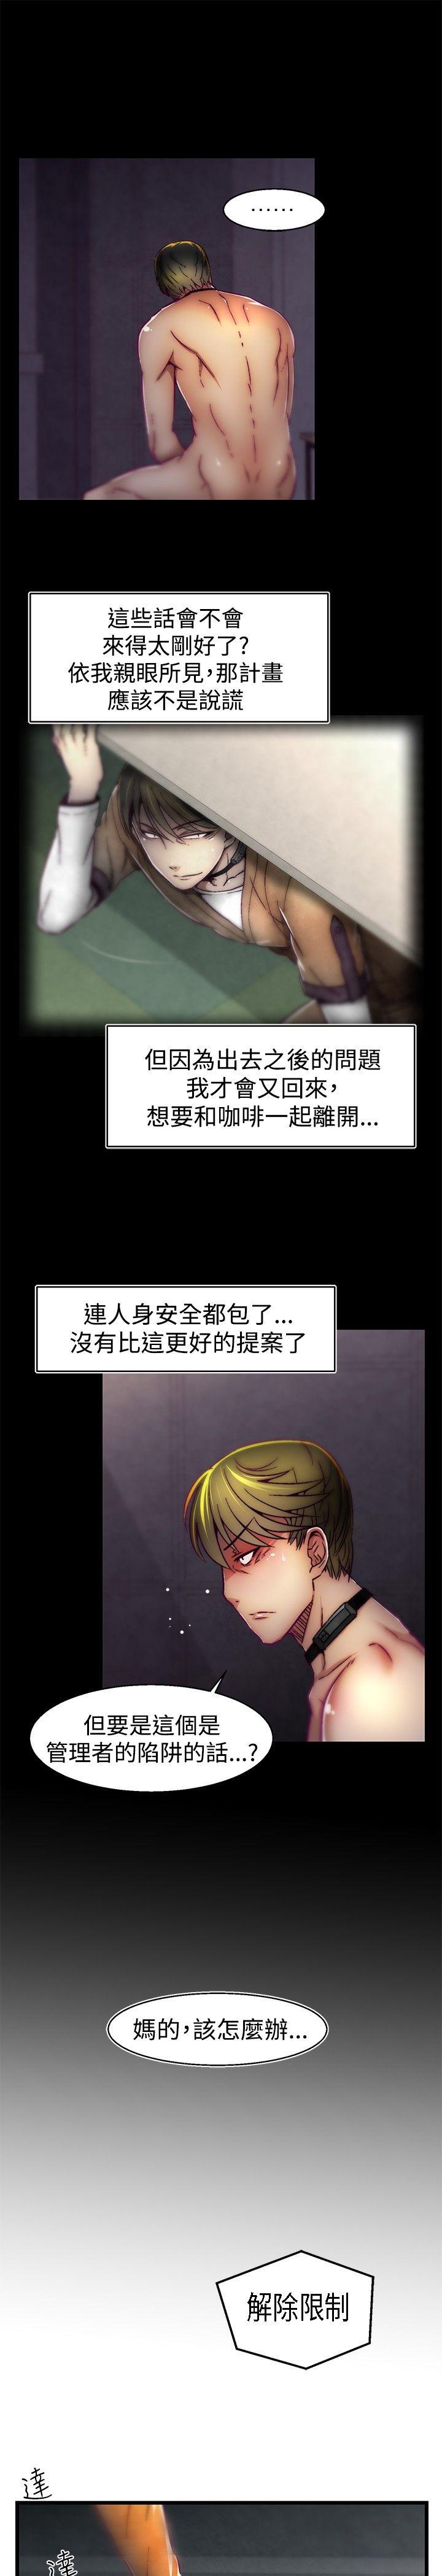 ……
這些話會不會
來得太剛好了?
依我親眼所見,那計畫
應該不是說謊
但因為出去之後的問題
我才會又回來,
想要和咖啡一起離開...
連人身安全都包了...
沒有比這更好的提案了
但要是這個是
管理者的陷阱的話...?
媽的,該怎麼辦...
解除限制
達
達